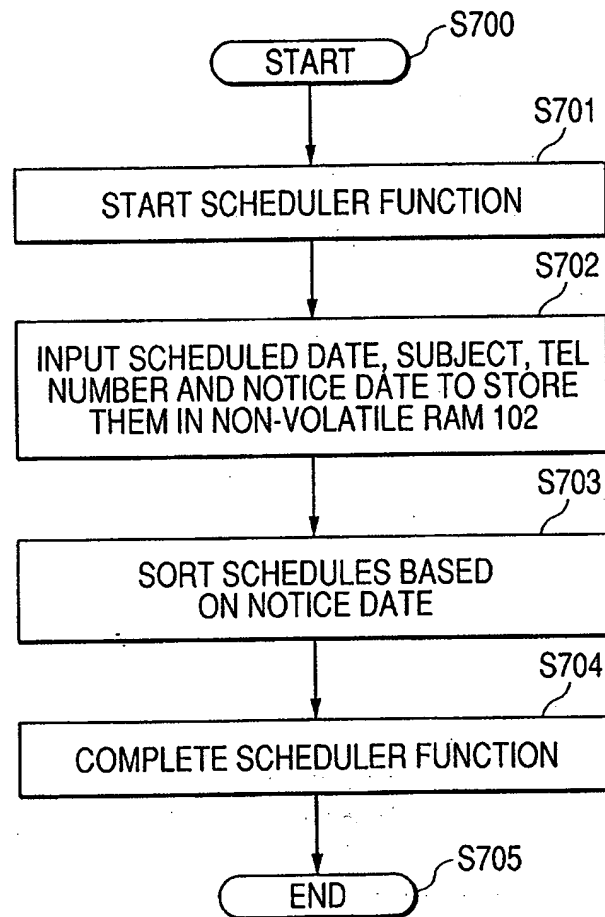 S700
START
S701
START SCHEDULER FUNCTION
S702
INPUT SCHEDULED DATE, SUBJECT, TEL
NUMBER AND NOTICE DATE TO STORE
THEM IN NON-VOLATILE RAM 102
S703
SORT SCHEDULES BASED
ON NOTICE DATE
S704
COMPLETE SCHEDULER FUNCTION
S705
END